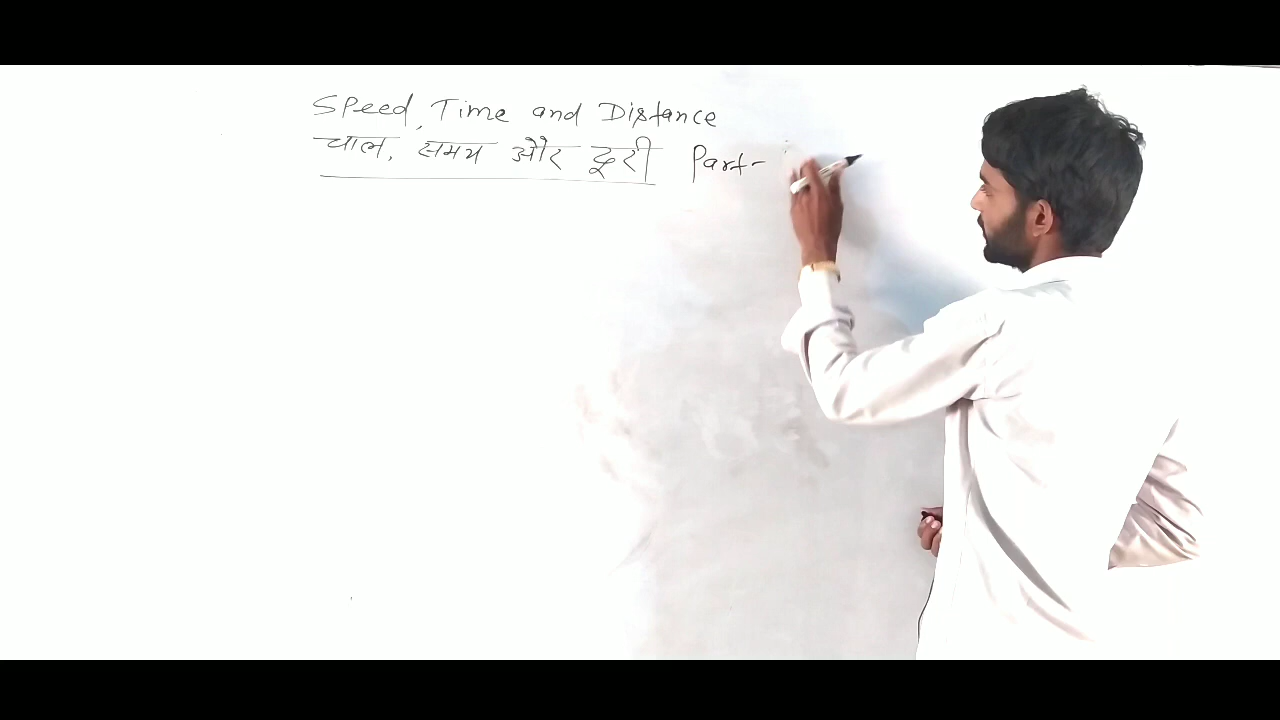 Speed, Time and Distance
चाल, समय और दूरी Part-